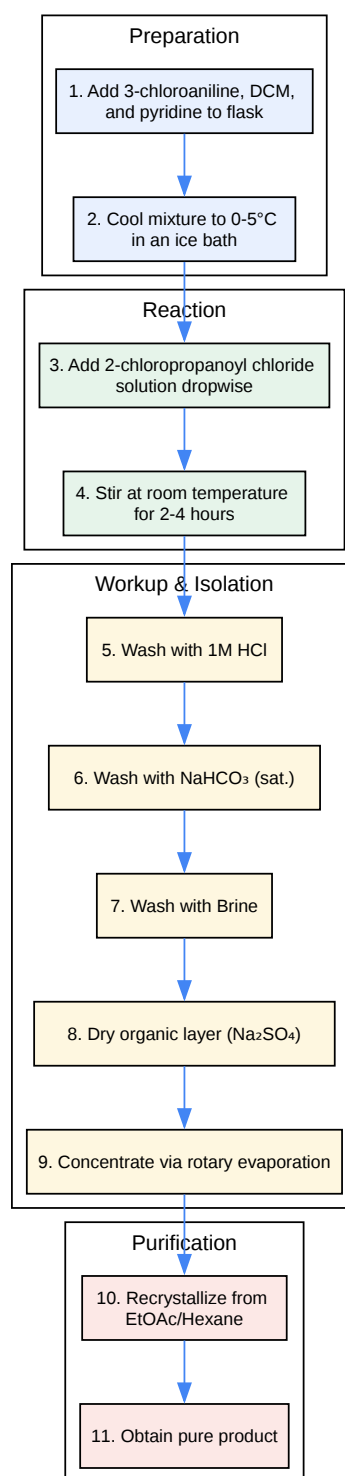 Preparation
1. Add 3-chloroaniline, DCM,
and pyridine to flask
2. Cool mixture to 0-5°C
in an ice bath
Reaction
3. Add 2-chloropropanoyl chloride
solution dropwise
4. Stir at room temperature
for 2-4 hours
Workup & Isolation
5. Wash with 1M HCl
6. Wash with NaHCO₃ (sat.)
7. Wash with Brine
8. Dry organic layer (Na₂SO₄)
9. Concentrate via rotary evaporation
Purification
10. Recrystallize from
EtOAc/Hexane
11. Obtain pure product